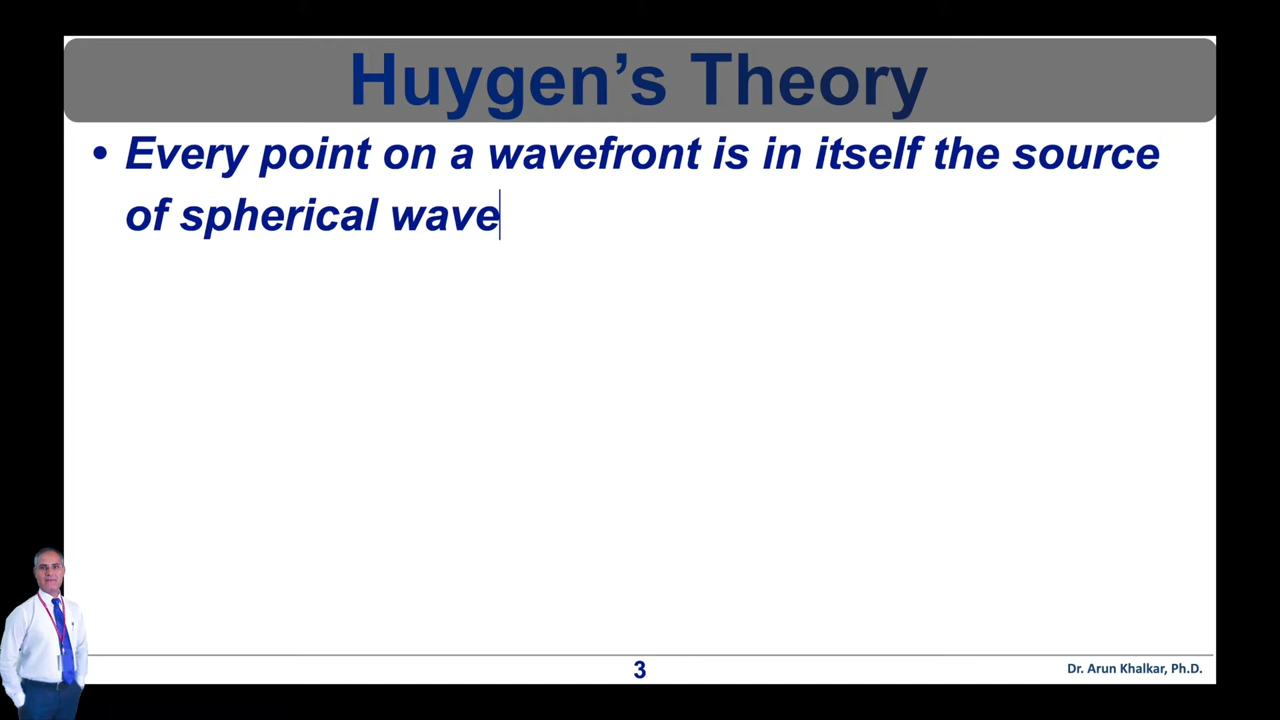 Huygen’s Theory
• Every point on a wavefront is in itself the source
of spherical wave
3
Dr. Arun Khalkar, Ph.D.